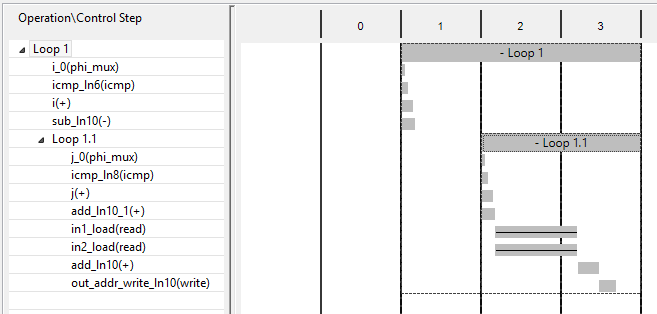 Operation\Control Step
0 1 2 3
Loop 1
- Loop 1
i_0(phi_mux)
icmp_ln6(icmp)
i(+)
sub_ln10(-)
Loop 1.1
- Loop 1.1
j_0(phi_mux)
icmp_ln8(icmp)
j(+)
add_ln10_1(+)
in1_load(read)
in2_load(read)
add_ln10(+)
out_addr_write_ln10(write)